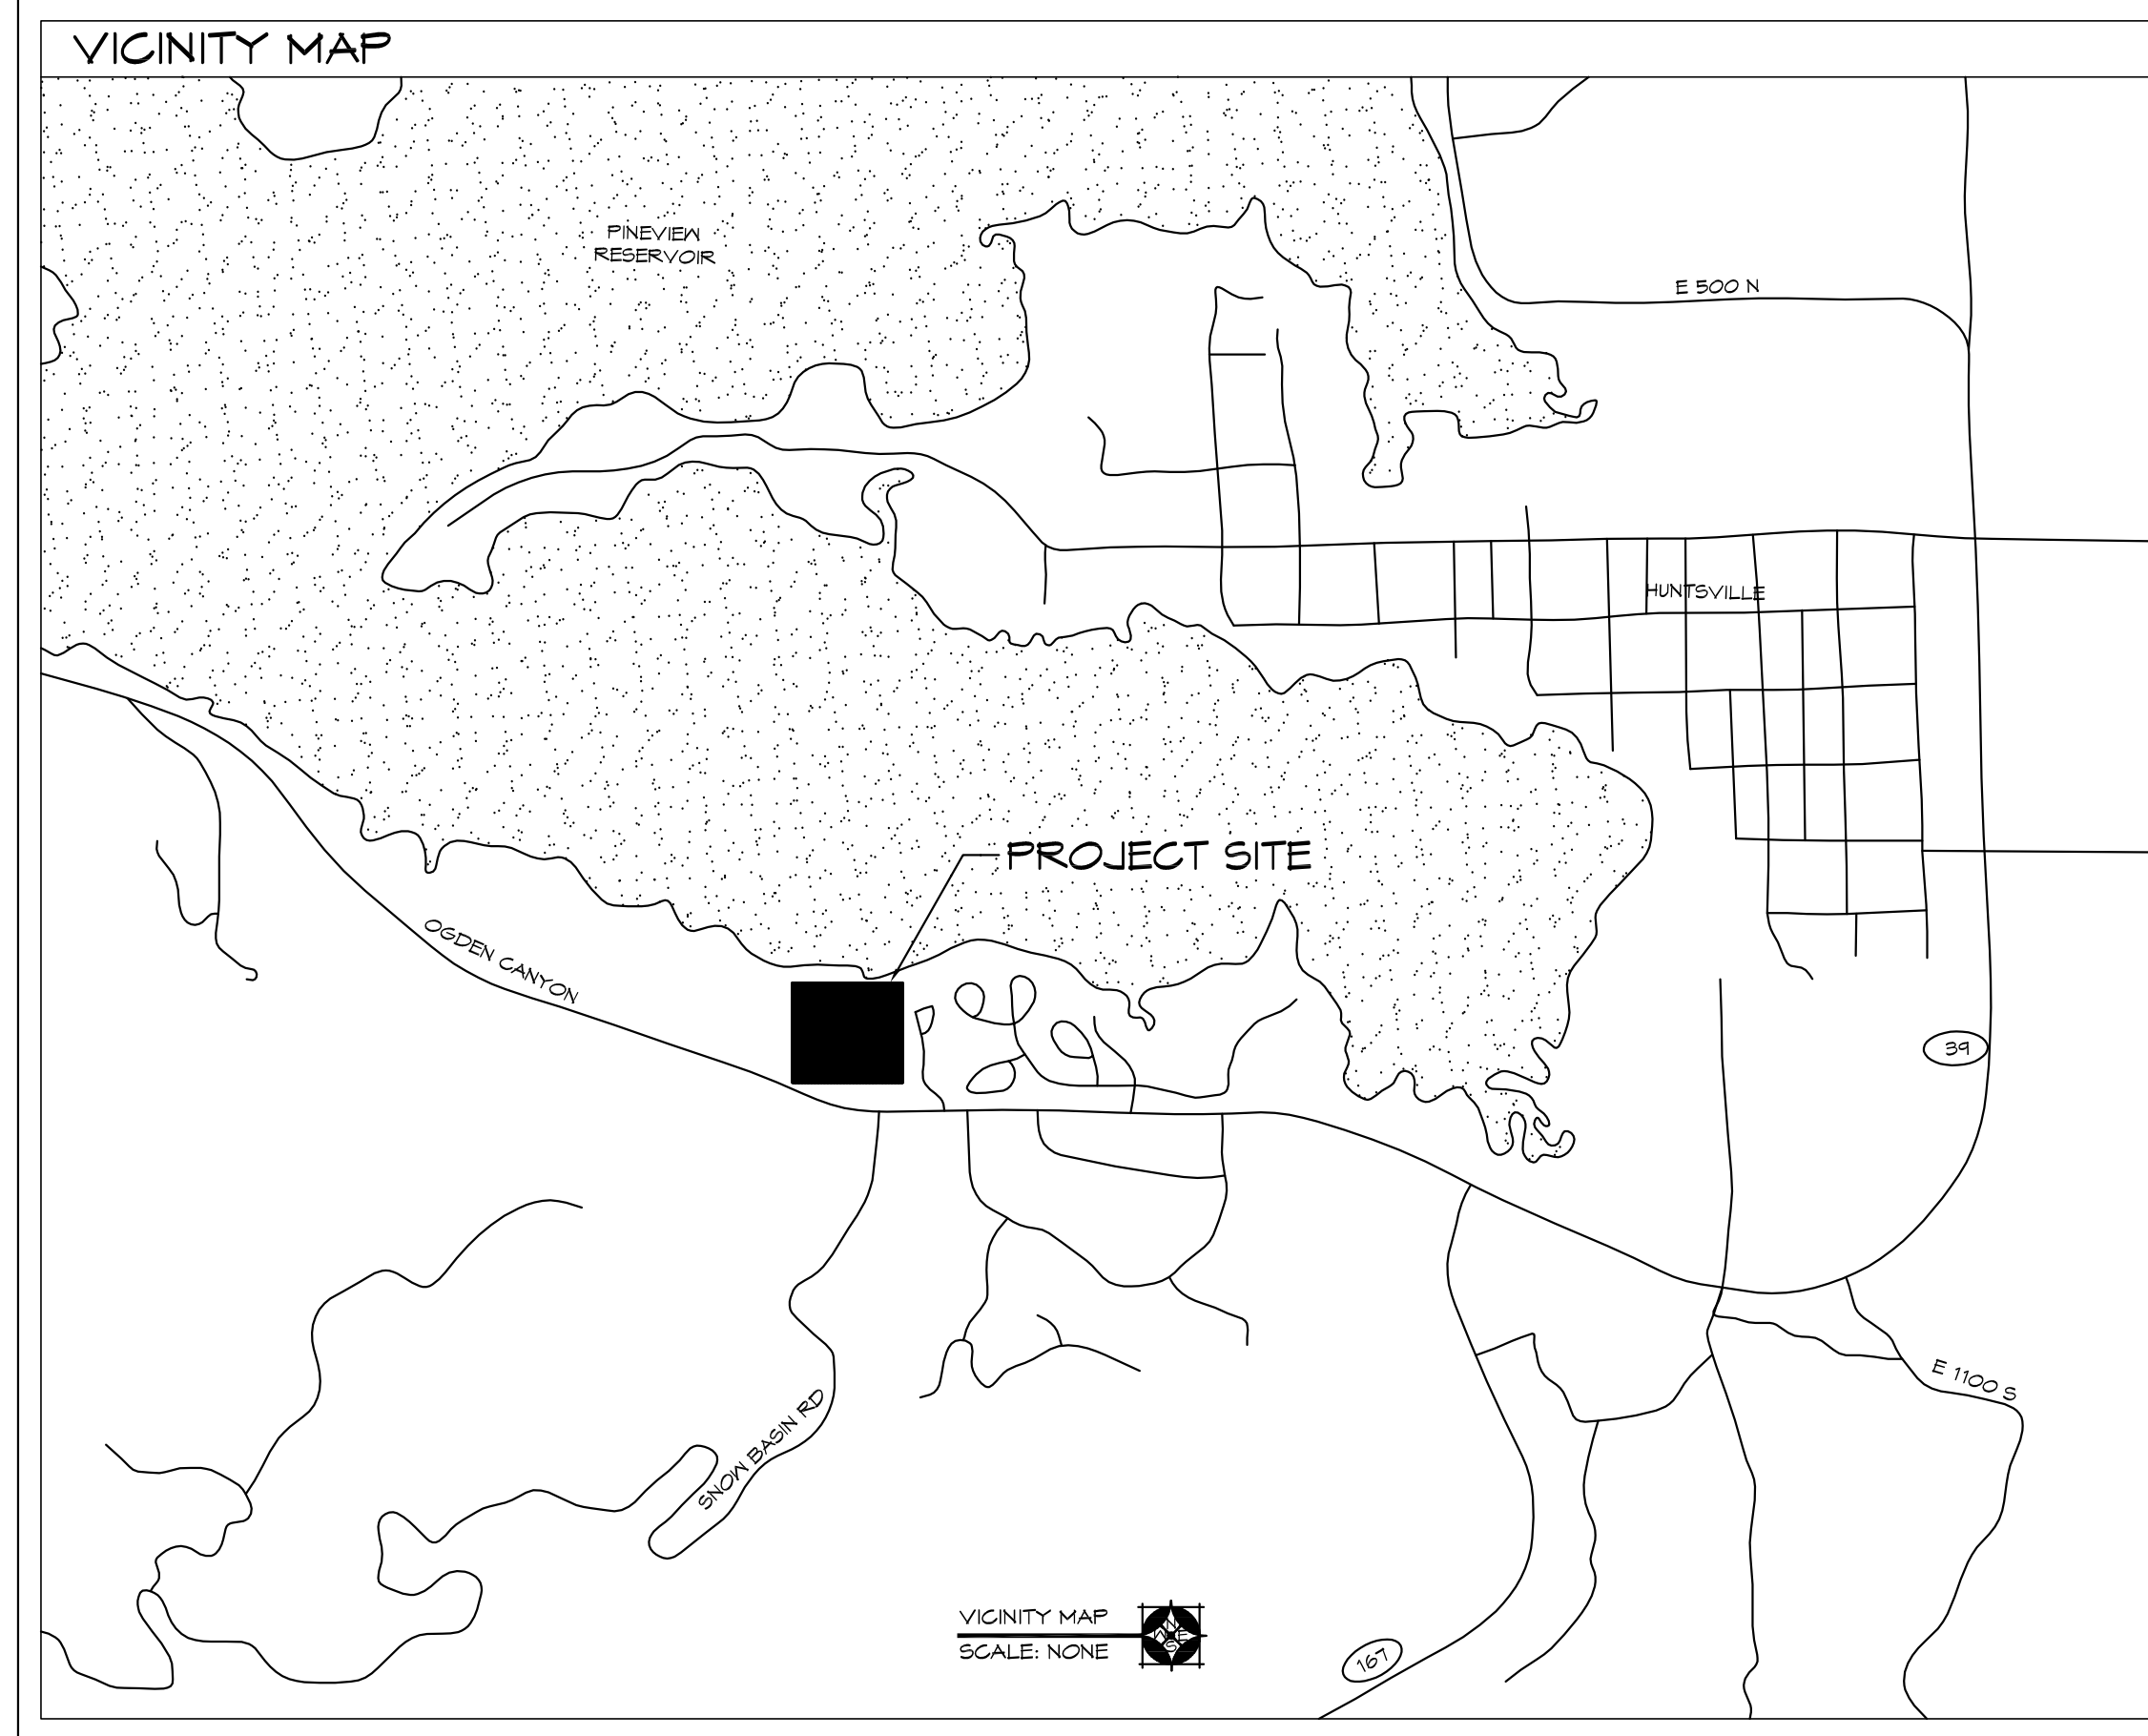 VICINITY MAP
PINEVIEW
RESERVOIR
E 500 N
HUNTSVILLE
PROJECT SITE
OGDEN CANYON
39
E 1100 S
SNOW BASIN RD
VICINITY MAP
SCALE: NONE
N
W E
S
167